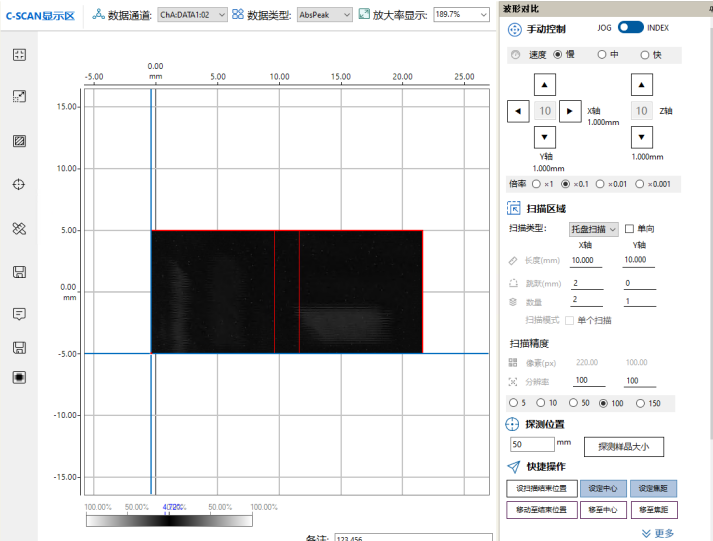 C-SCAN显示区 数据通道: ChA:DATA1:02 数据类型: AbsPeak 放大率显示: 189.7%
0.00
-5.00 mm 5.00 10.00 15.00 20.00 25.00
15.00
10.00
5.00
0.00
mm
-5.00
-10.00
-15.00
100.00% 50.00% 50.00% 100.00%
备注: 123,456
波形对比
手动控制 JOG INDEX
速度 慢 中 快
10 X轴 10 Z轴
1.000mm
Y轴 1.000mm
1.000mm
倍率 ×1 ×0.1 ×0.01 ×0.001
扫描区域
扫描类型: 托盘扫描 单向
X轴 Y轴
长度(mm) 10.000 10.000
跳跃(mm) 2 0
数量 2 1
扫描模式 单个扫描
扫描精度
像素(px) 220.00 100.00
分辨率 100 100
5 10 50 100 150
探测位置
50 mm 探测样品大小
快捷操作
设扫描结束位置 设定中心 设定焦距
移动至结束位置 移至中心 移至焦距
更多